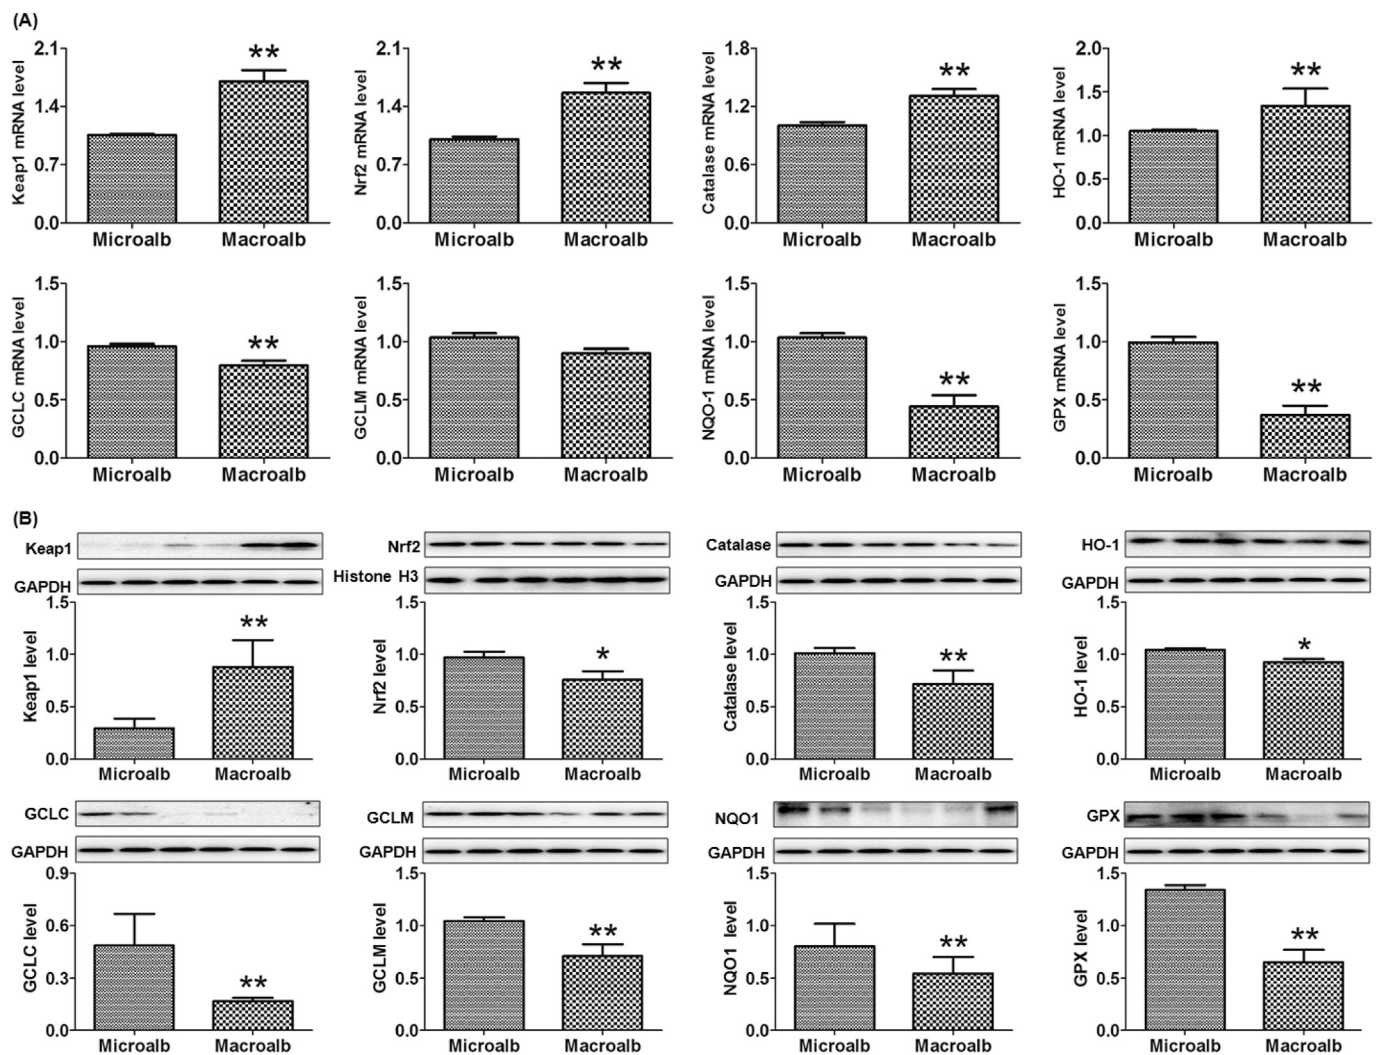 (A)
Keap1 mRNA level
2.1
1.4
0.7
0.0
**
Microalb Macroalb
Nrf2 mRNA level
2.1
1.4
0.7
0.0
**
Microalb Macroalb
Catalase mRNA level
1.8
1.2
0.6
0.0
**
Microalb Macroalb
HO-1 mRNA level
2.0
1.5
1.0
0.5
0.0
**
Microalb Macroalb
GCLC mRNA level
1.5
1.0
0.5
0.0
**
Microalb Macroalb
GCLM mRNA level
1.5
1.0
0.5
0.0
Microalb Macroalb
NQO-1 mRNA level
1.5
1.0
0.5
0.0
**
Microalb Macroalb
GPX mRNA level
1.5
1.0
0.5
0.0
**
Microalb Macroalb
(B)
Keap1
GAPDH
Keap1 level
1.5
1.0
0.5
0.0
**
Microalb Macroalb
Nrf2
Histone H3
Nrf2 level
1.5
1.0
0.5
0.0
*
Microalb Macroalb
Catalase
GAPDH
Catalase level
1.5
1.0
0.5
0.0
**
Microalb Macroalb
HO-1
GAPDH
HO-1 level
1.5
1.0
0.5
0.0
*
Microalb Macroalb
GCLC
GAPDH
GCLC level
0.9
0.6
0.3
0.0
**
Microalb Macroalb
GCLM
GAPDH
GCLM level
1.5
1.0
0.5
0.0
**
Microalb Macroalb
NQO1
GAPDH
NQO1 level
1.5
1.0
0.5
0.0
**
Microalb Macroalb
GPX
GAPDH
GPX level
1.5
1.0
0.5
0.0
**
Microalb Macroalb